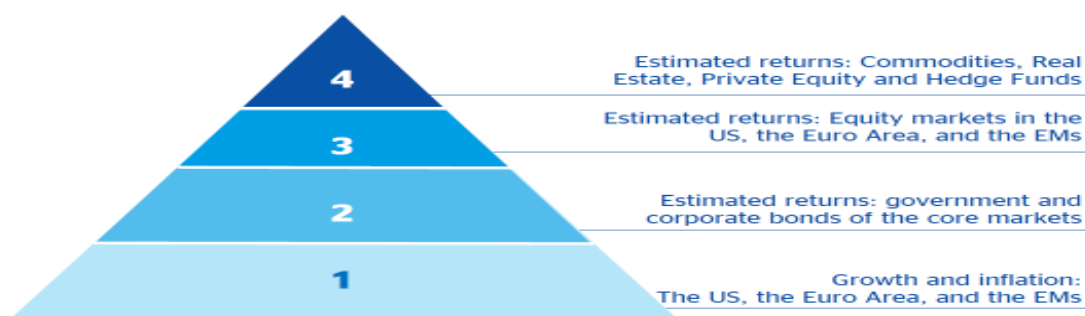 4
Estimated returns: Commodities, Real
Estate, Private Equity and Hedge Funds
3
Estimated returns: Equity markets in the
US, the Euro Area, and the EMs
2
Estimated returns: government and
corporate bonds of the core markets
1
Growth and inflation:
The US, the Euro Area, and the EMs